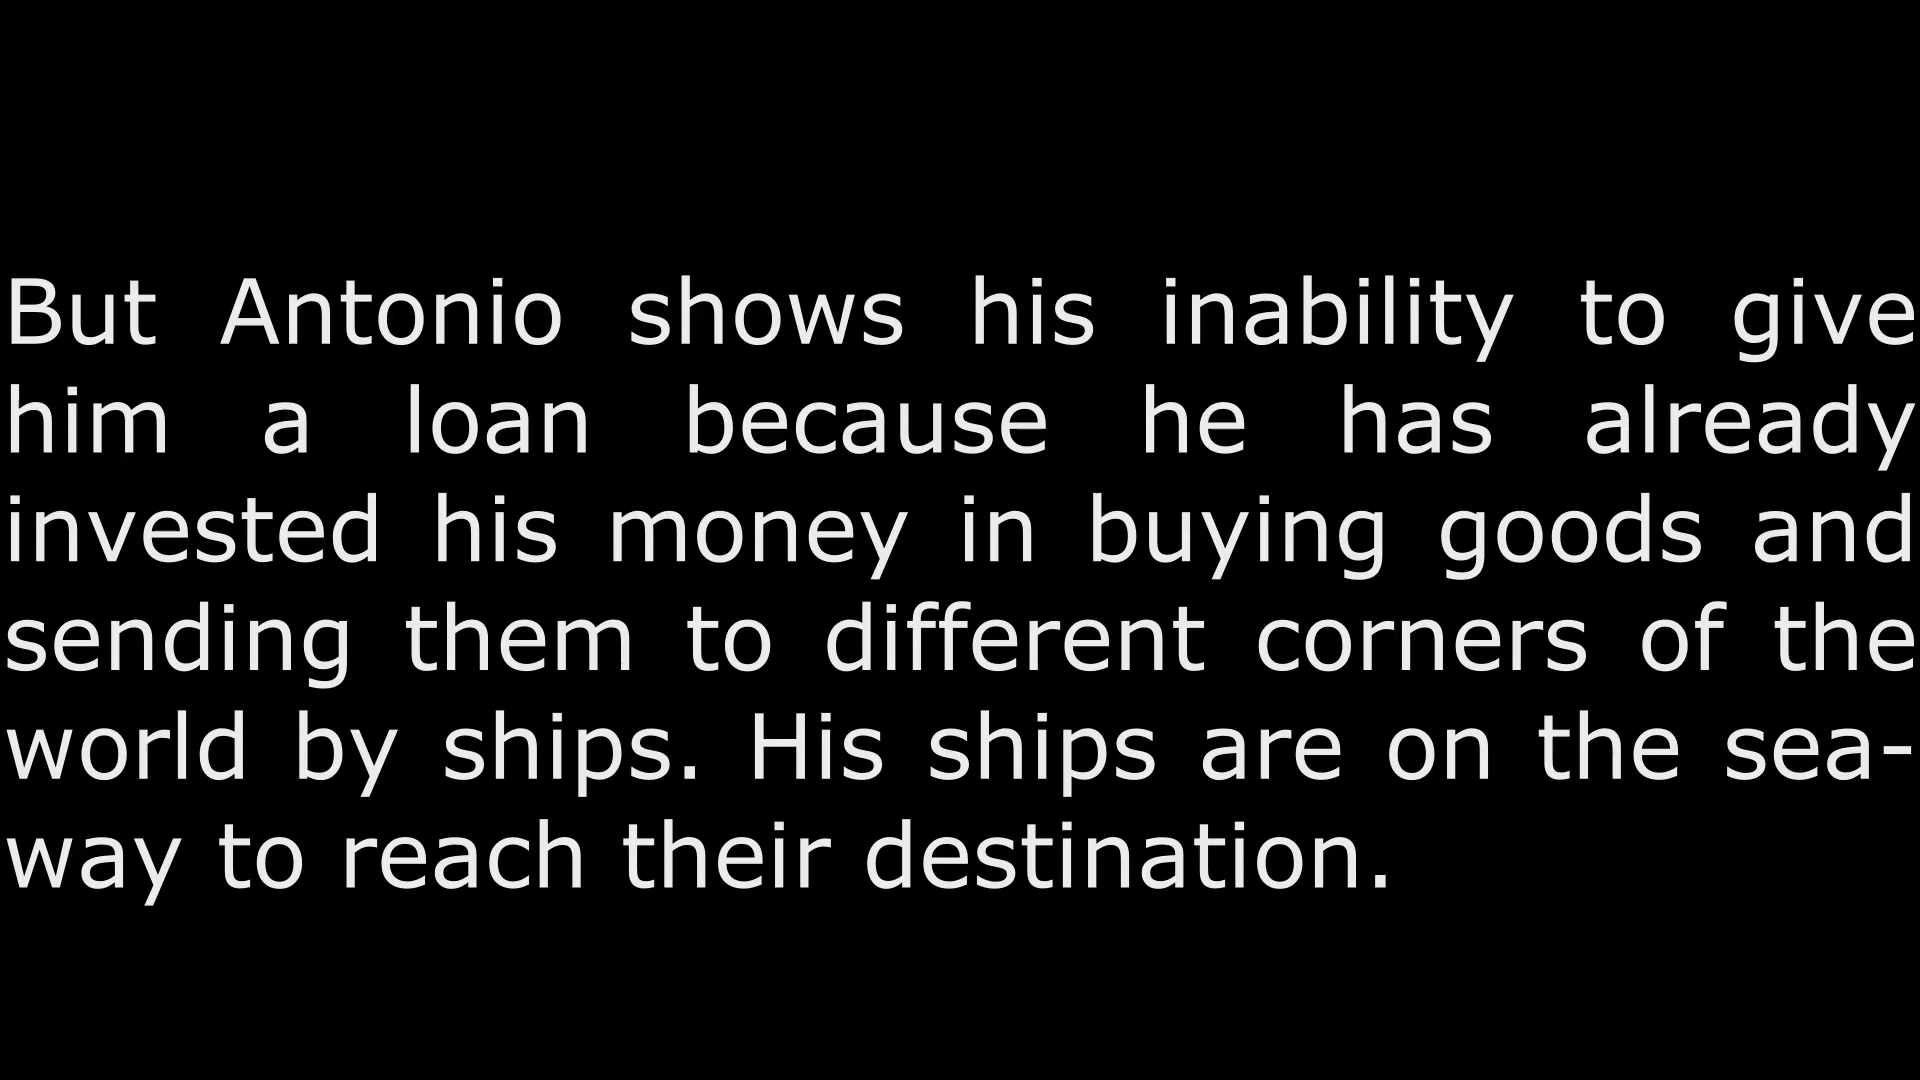 But Antonio shows his inability to give
him a loan because he has already
invested his money in buying goods and
sending them to different corners of the
world by ships. His ships are on the sea-
way to reach their destination.